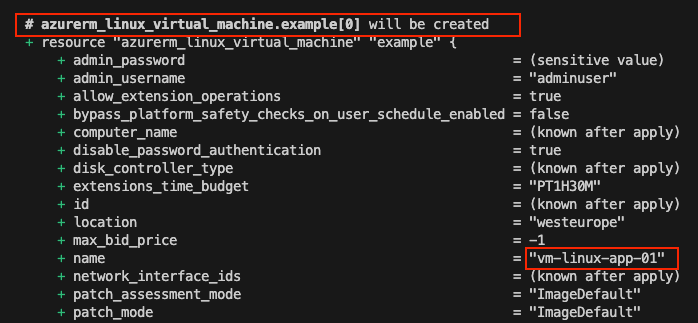 # azurerm_linux_virtual_machine.example[0] will be created
+ resource "azurerm_linux_virtual_machine" "example" {
+ admin_password = (sensitive value)
+ admin_username = "adminuser"
+ allow_extension_operations = true
+ bypass_platform_safety_checks_on_user_schedule_enabled = false
+ computer_name = (known after apply)
+ disable_password_authentication = true
+ disk_controller_type = (known after apply)
+ extensions_time_budget = "PT1H30M"
+ id = (known after apply)
+ location = "westeurope"
+ max_bid_price = -1
+ name = "vm-linux-app-01"
+ network_interface_ids = (known after apply)
+ patch_assessment_mode = "ImageDefault"
+ patch_mode = "ImageDefault"